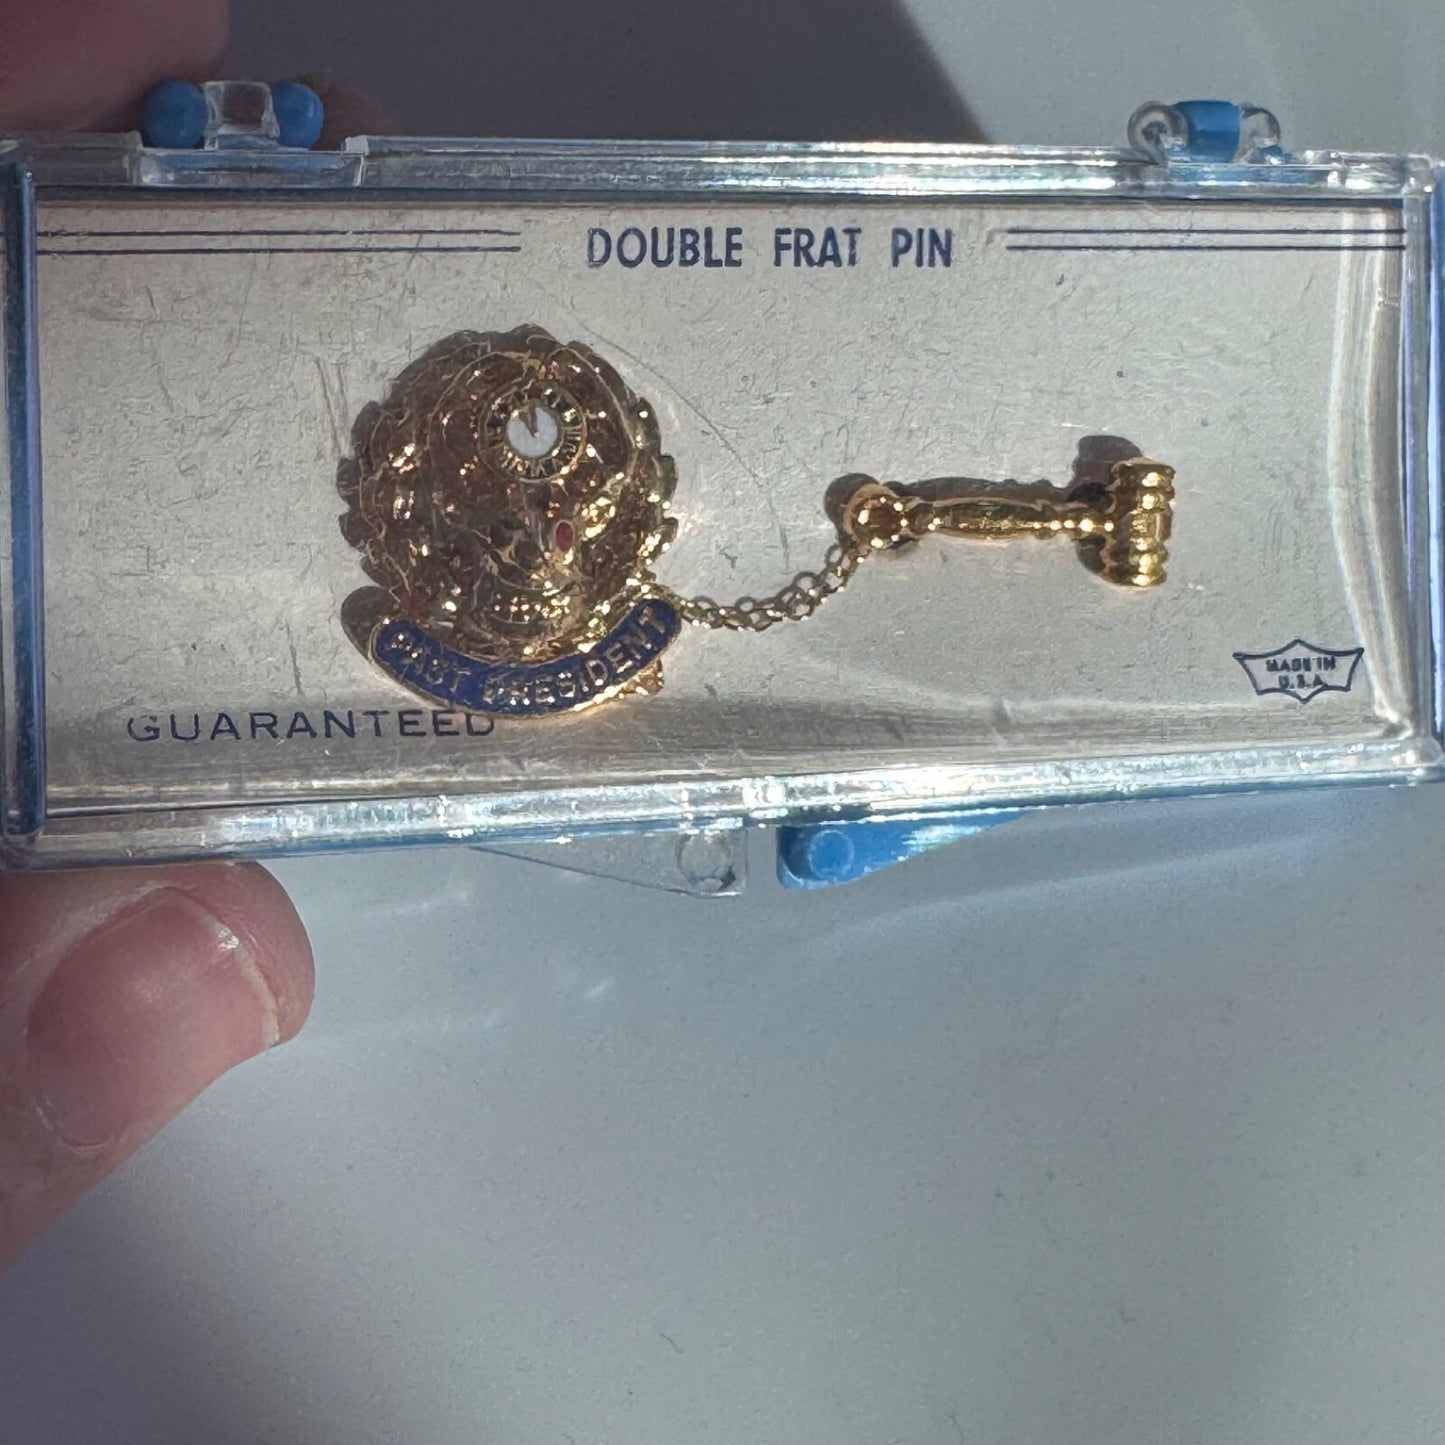 DOUBLE FRAT PIN
PAST PRESIDENT
GUARANTEED
MADE IN
U.S.A.